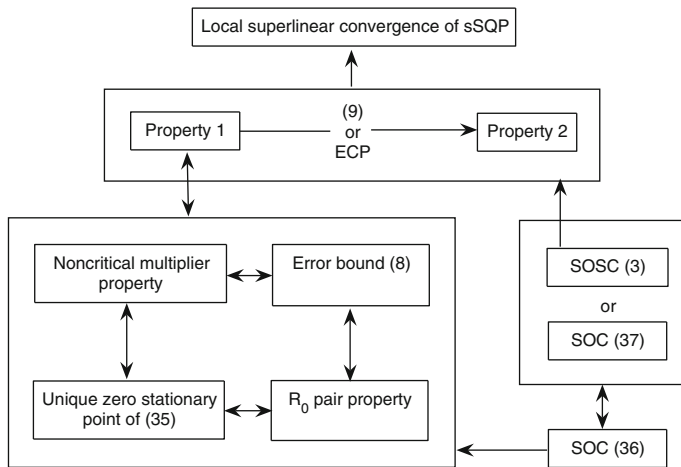 Local superlinear convergence of sSQP
(9)
Property 1
or
Property 2
ECP
Noncritical multiplier
property
Error bound (8)
SOSC (3)
or
SOC (37)
Unique zero stationary
point of (35)
R₀ pair property
SOC (36)